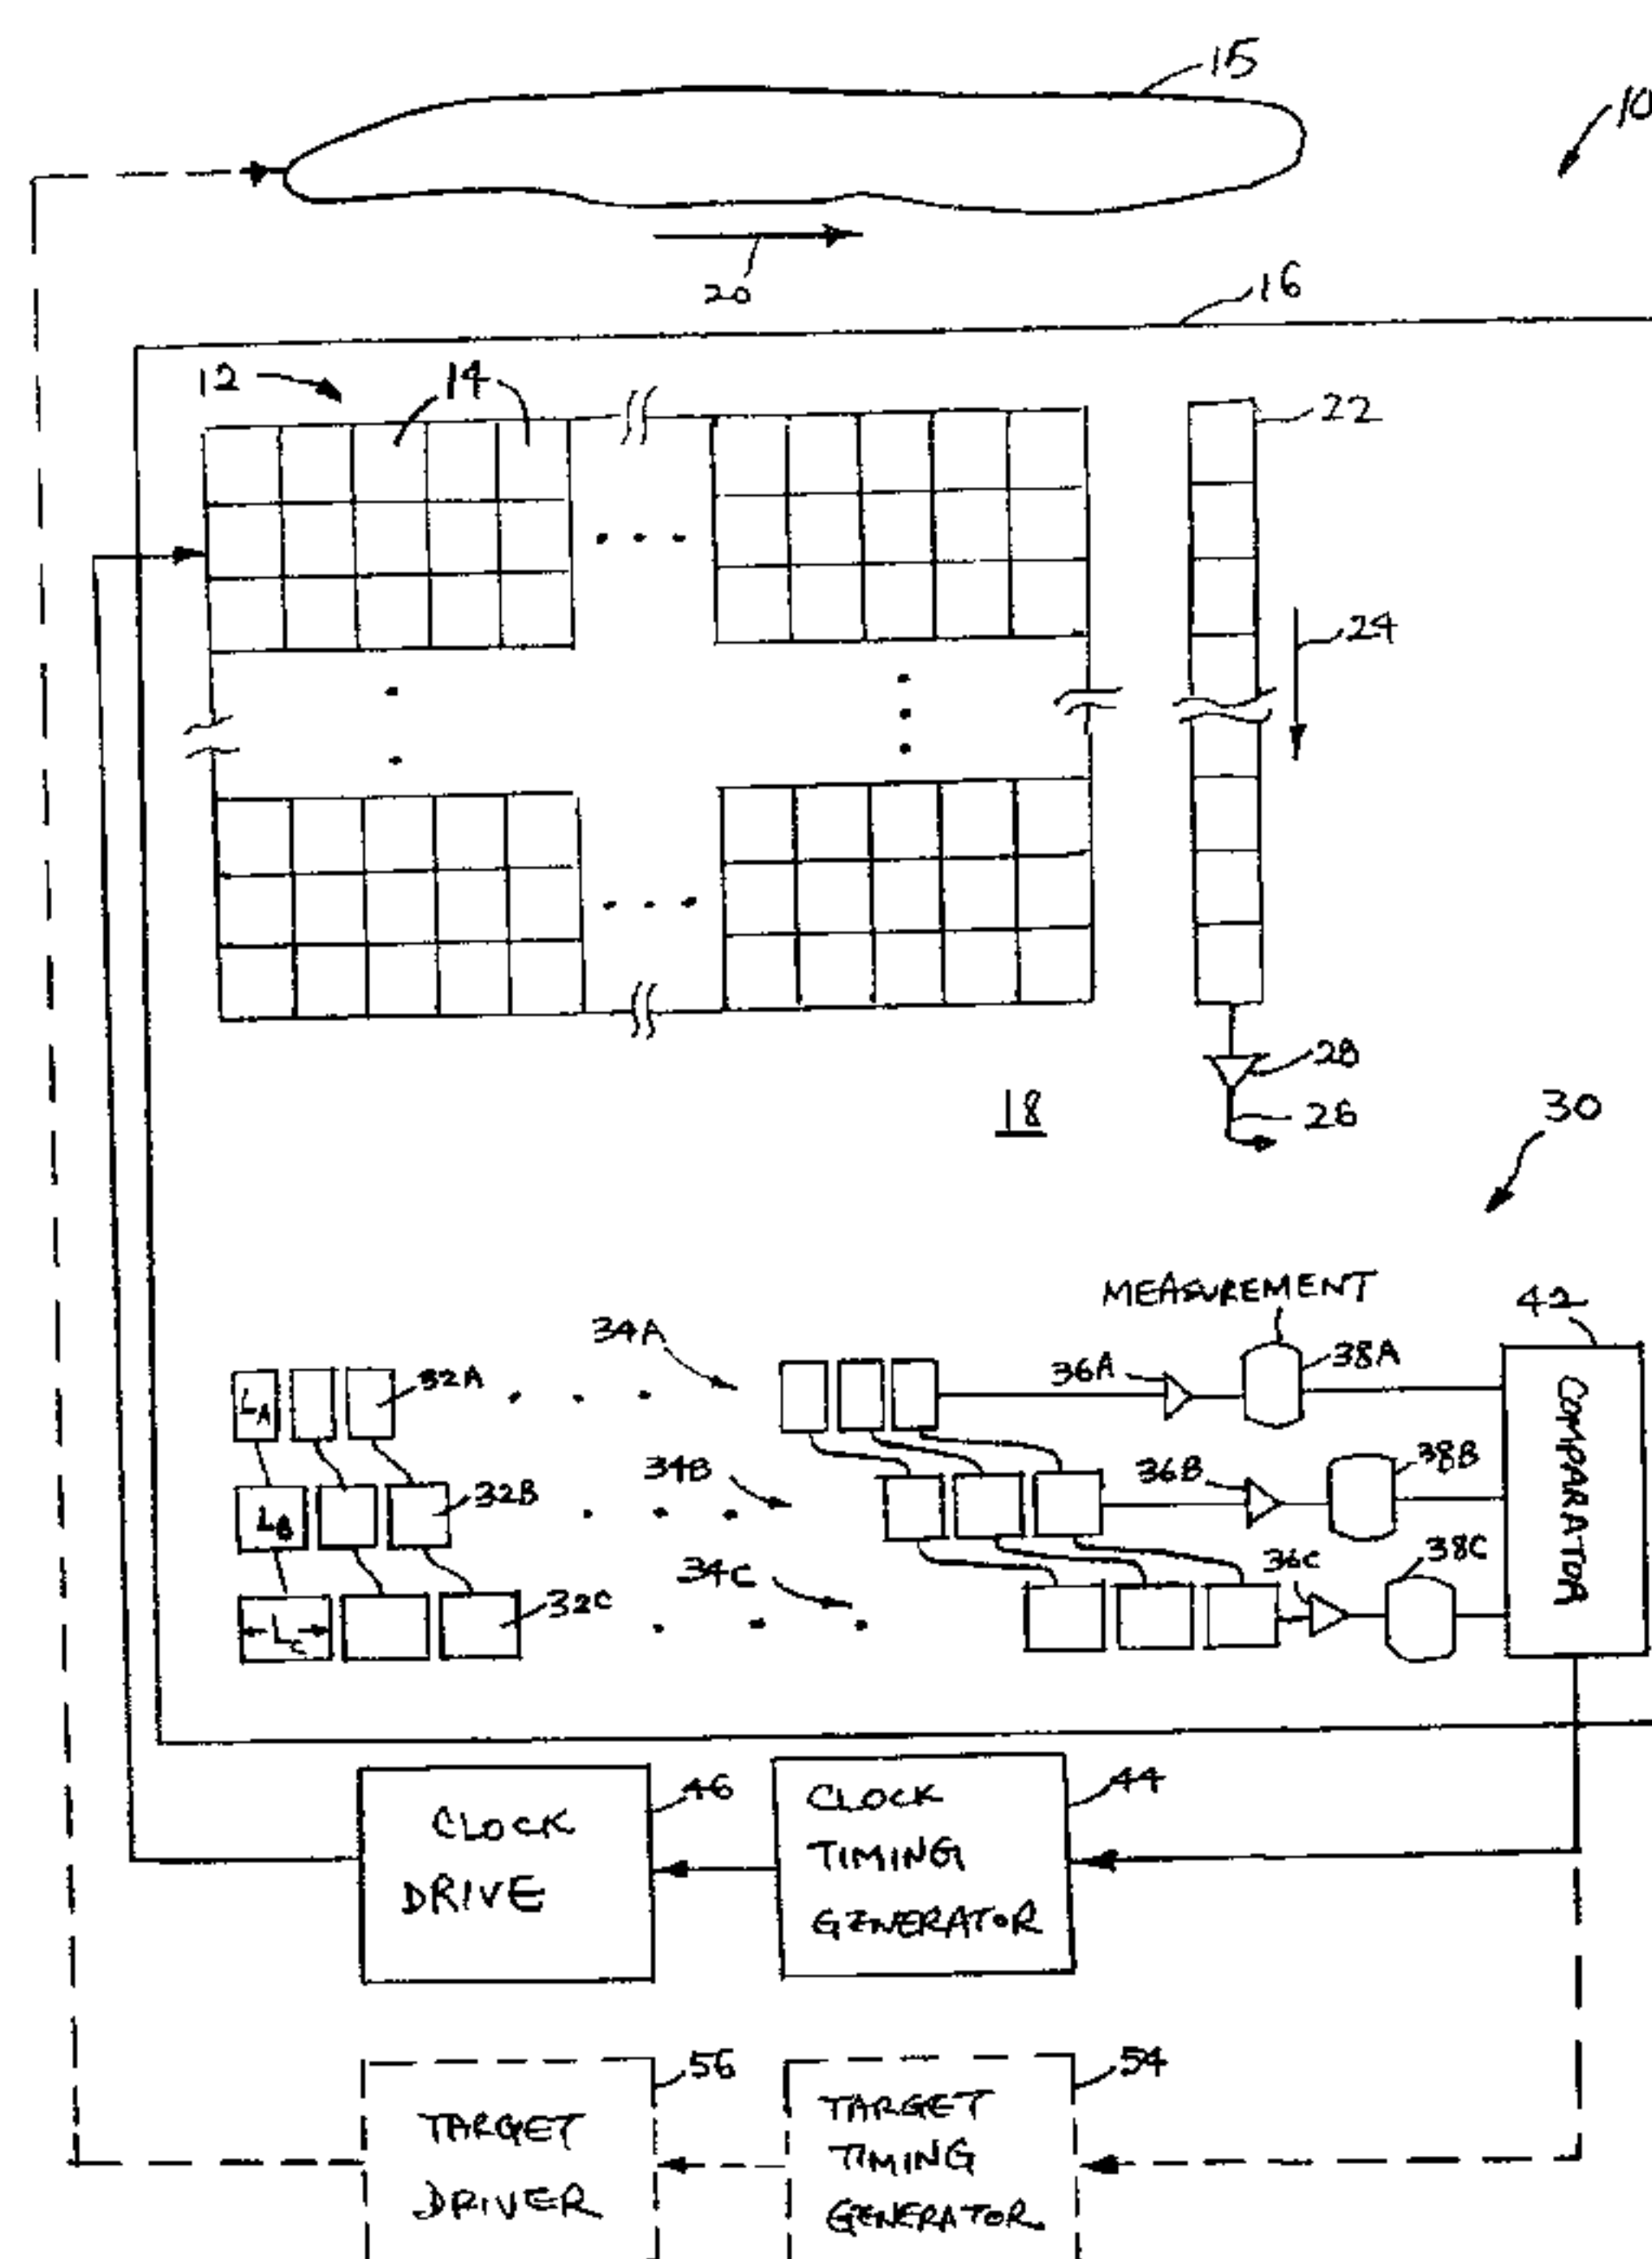 15
10
20
16
12
14
22
24
28
18
26
30
MEASUREMENT
42
34A
36A
38A
LA
32A
34B
36B
38B
LB
32B
COMPARATOR
34C
36C
38C
LC
32C
46
44
CLOCK
DRIVE
CLOCK
TIMING
GENERATOR
56
54
TARGET
DRIVER
TARGET
TIMING
GENERATOR